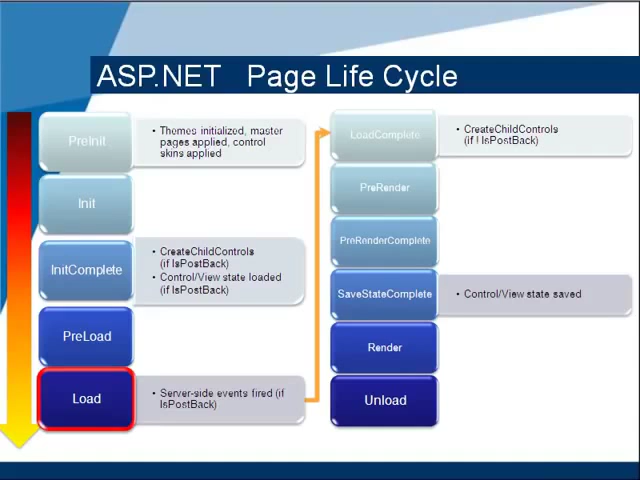 ASP.NET Page Life Cycle
PreInit
• Themes initialized, master
pages applied, control
skins applied
Init
InitComplete
• CreateChildControls
(if IsPostBack)
• Control/View state loaded
(if IsPostBack)
PreLoad
Load
• Server-side events fired (if
IsPostBack)
LoadComplete
• CreateChildControls
(if ! IsPostBack)
PreRender
PreRenderComplete
SaveStateComplete
• Control/View state saved
Render
Unload